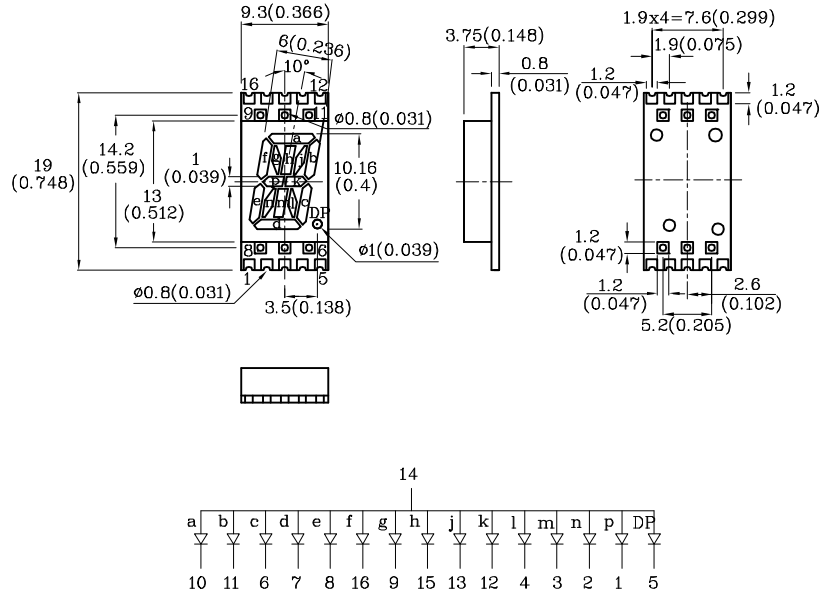 9.3(0.366)
6(0.236)
10°
16 12
9 11
ø0.8(0.031)
a
f g h j b
p k
e n m l c
d
DP
1
(0.039)
14.2
(0.559)
19
(0.748)
13
(0.512)
10.16
(0.4)
8 6
1 5
ø1(0.039)
ø0.8(0.031)
3.5(0.138)
3.75(0.148)
0.8
(0.031)
1.9x4=7.6(0.299)
1.9(0.075)
1.2
(0.047)
1.2
(0.047)
1.2
(0.047)
1.2
(0.047)
2.6
(0.102)
5.2(0.205)
14
a b c d e f g h j k l m n p DP
10 11 6 7 8 16 9 15 13 12 4 3 2 1 5